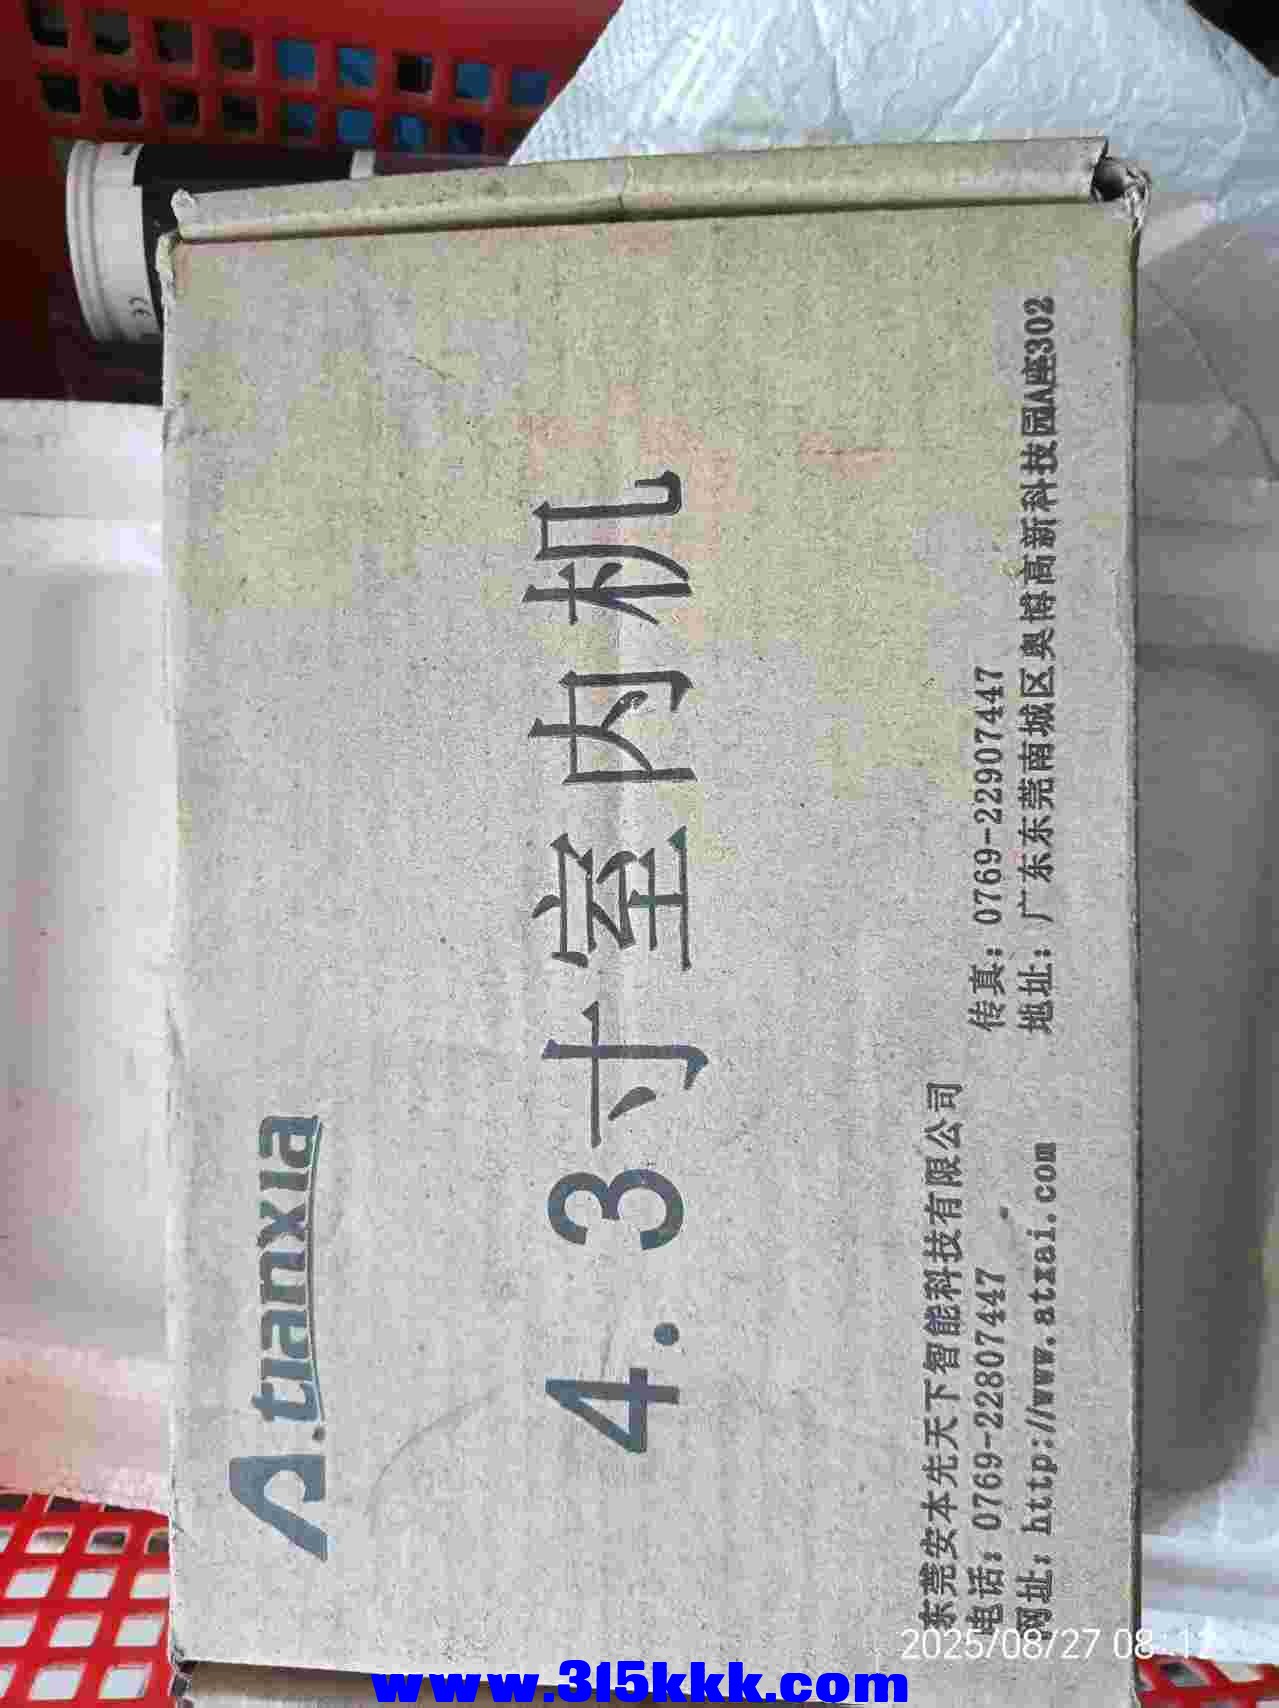 A.tianxia
4.3寸室内机
东莞安本先天下智能科技有限公司
电话：0769-22807447
传真：0769-22907447
网址：http://www.atxai.com
地址：广东东莞南城区奥博高新科技园A座302
2025/08/27 08:12
www.315kkk.com
CE